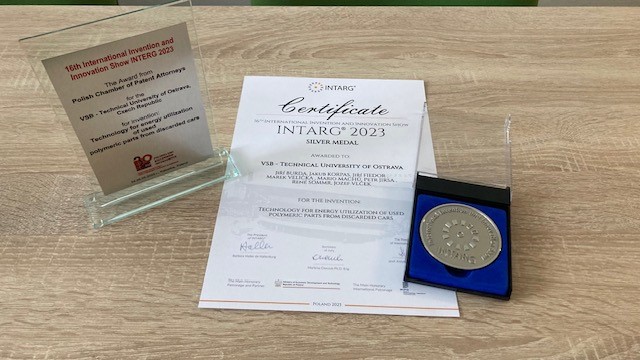 16th International Invention and
Innovation Show INTERG 2023
The Award from
Polish Chamber of Patent Attorneys
for the
VSB - Technical University of Ostrava,
Czech Republic
for invention:
Technology for energy utilization
of used
polymeric parts from discarded cars
INTARG
Certificate
16TH INTERNATIONAL INVENTION AND INNOVATION SHOW
INTARG® 2023
SILVER MEDAL
AWARDED TO
VSB - TECHNICAL UNIVERSITY OF OSTRAVA
JIŘÍ BURDA, JAKUB KORPAS, JIŘÍ FIEDOR,
MAREK VELIČKA, MARIO MACHŮ, PETR JIRSA,
RENÉ SOMMR, JOZEF VLČEK
FOR THE INVENTION:
TECHNOLOGY FOR ENERGY UTILIZATION OF USED
POLYMERIC PARTS FROM DISCARDED CARS
POLAND 2023
INTARG